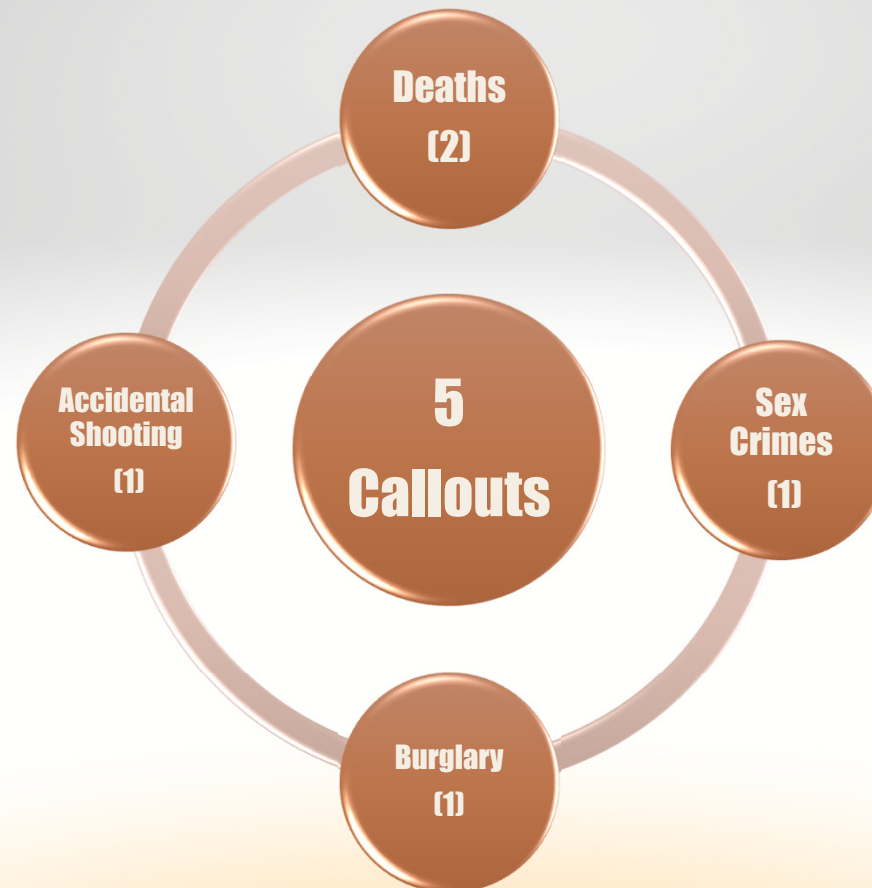 Deaths
(2)
Accidental
Shooting
(1)
5
Callouts
Sex
Crimes
(1)
Burglary
(1)